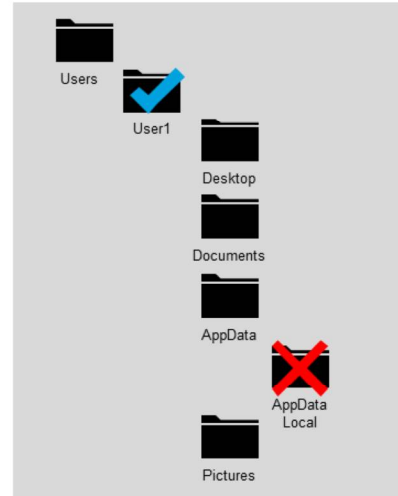 Users
User1
Desktop
Documents
AppData
AppData
Local
Pictures